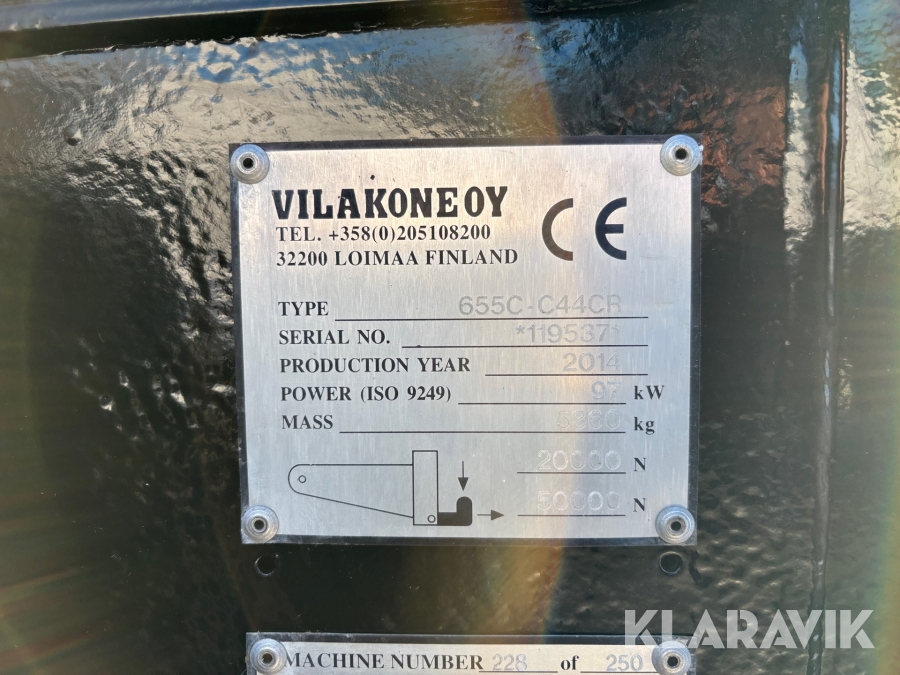 VILAKONE OY
TEL. +358(0)205108200
32200 LOIMAA FINLAND
CE
TYPE 655C-C44CR
SERIAL NO. *119537*
PRODUCTION YEAR 2014
POWER (ISO 9249) 97 kW
MASS kg
20000 N
50000 N
MACHINE NUMBER 228 of 250
KLARAVIK